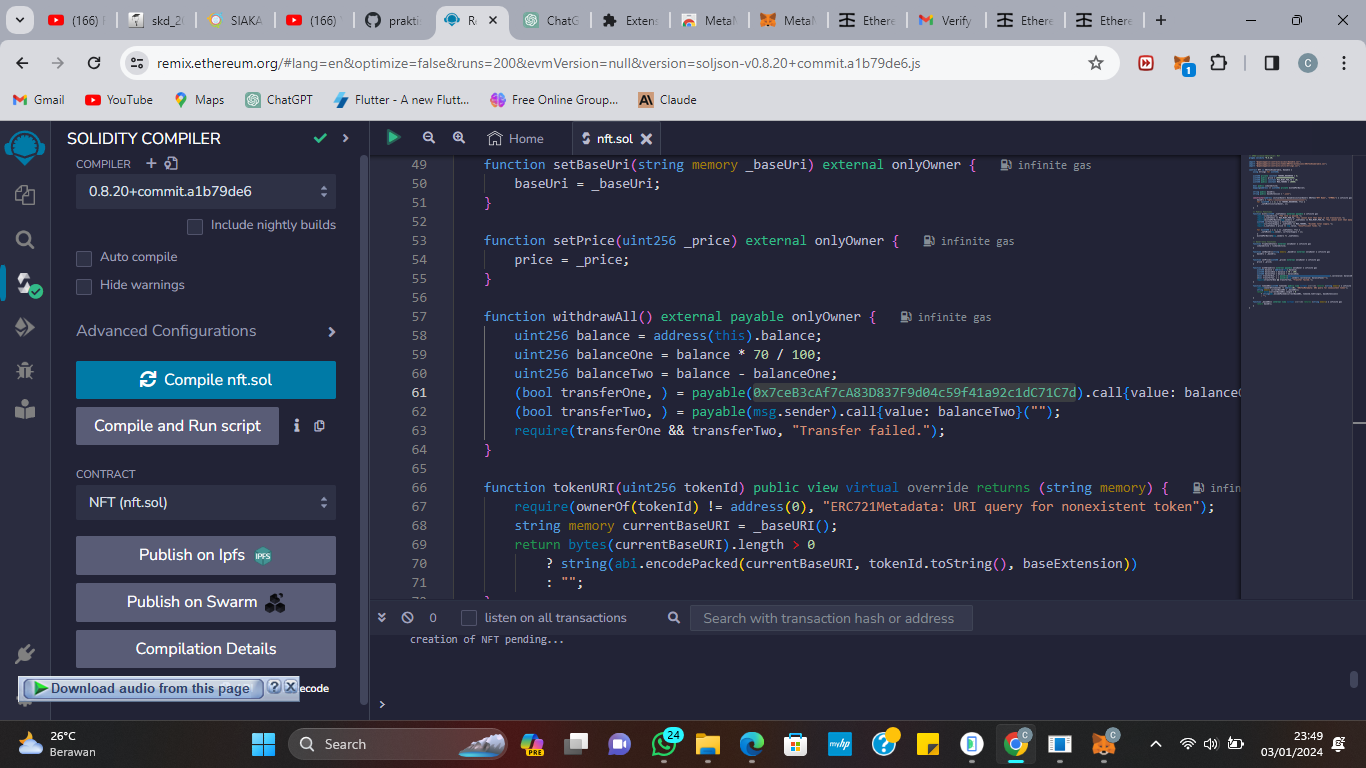 (166)
skd_20
SIAKA
(166)
prakti
Re
ChatG
Extens
MetaM
MetaM
Ethere
Verify
Ethere
Ethere
remix.ethereum.org/#lang=en&optimize=false&runs=200&evmVersion=null&version=soljson-v0.8.20+commit.a1b79de6.js
1
C
Gmail
YouTube
Maps
ChatGPT
Flutter - A new Flutt...
Free Online Group...
Claude
SOLIDITY COMPILER
COMPILER
0.8.20+commit.a1b79de6
Include nightly builds
Auto compile
Hide warnings
Advanced Configurations
Compile nft.sol
Compile and Run script
CONTRACT
NFT (nft.sol)
Publish on Ipfs IPFS
Publish on Swarm
Compilation Details
Download audio from this page ? X
ecode
Home
nft.sol
49 function setBaseUri(string memory _baseUri) external onlyOwner { infinite gas
50 baseUri = _baseUri;
51 }
52
53 function setPrice(uint256 _price) external onlyOwner { infinite gas
54 price = _price;
55 }
56
57 function withdrawAll() external payable onlyOwner { infinite gas
58 uint256 balance = address(this).balance;
59 uint256 balanceOne = balance * 70 / 100;
60 uint256 balanceTwo = balance - balanceOne;
61 (bool transferOne, ) = payable(0x7ceB3cAf7cA83D837F9d04c59f41a92c1dC71C7d).call{value: balanceO
62 (bool transferTwo, ) = payable(msg.sender).call{value: balanceTwo}("");
63 require(transferOne && transferTwo, "Transfer failed.");
64 }
65
66 function tokenURI(uint256 tokenId) public view virtual override returns (string memory) { infin
67 require(ownerOf(tokenId) != address(0), "ERC721Metadata: URI query for nonexistent token");
68 string memory currentBaseURI = _baseURI();
69 return bytes(currentBaseURI).length > 0
70 ? string(abi.encodePacked(currentBaseURI, tokenId.toString(), baseExtension))
71 : "";
0
listen on all transactions
Search with transaction hash or address
creation of NFT pending...
>
26°C
Berawan
Search
PRE
24
23:49
03/01/2024